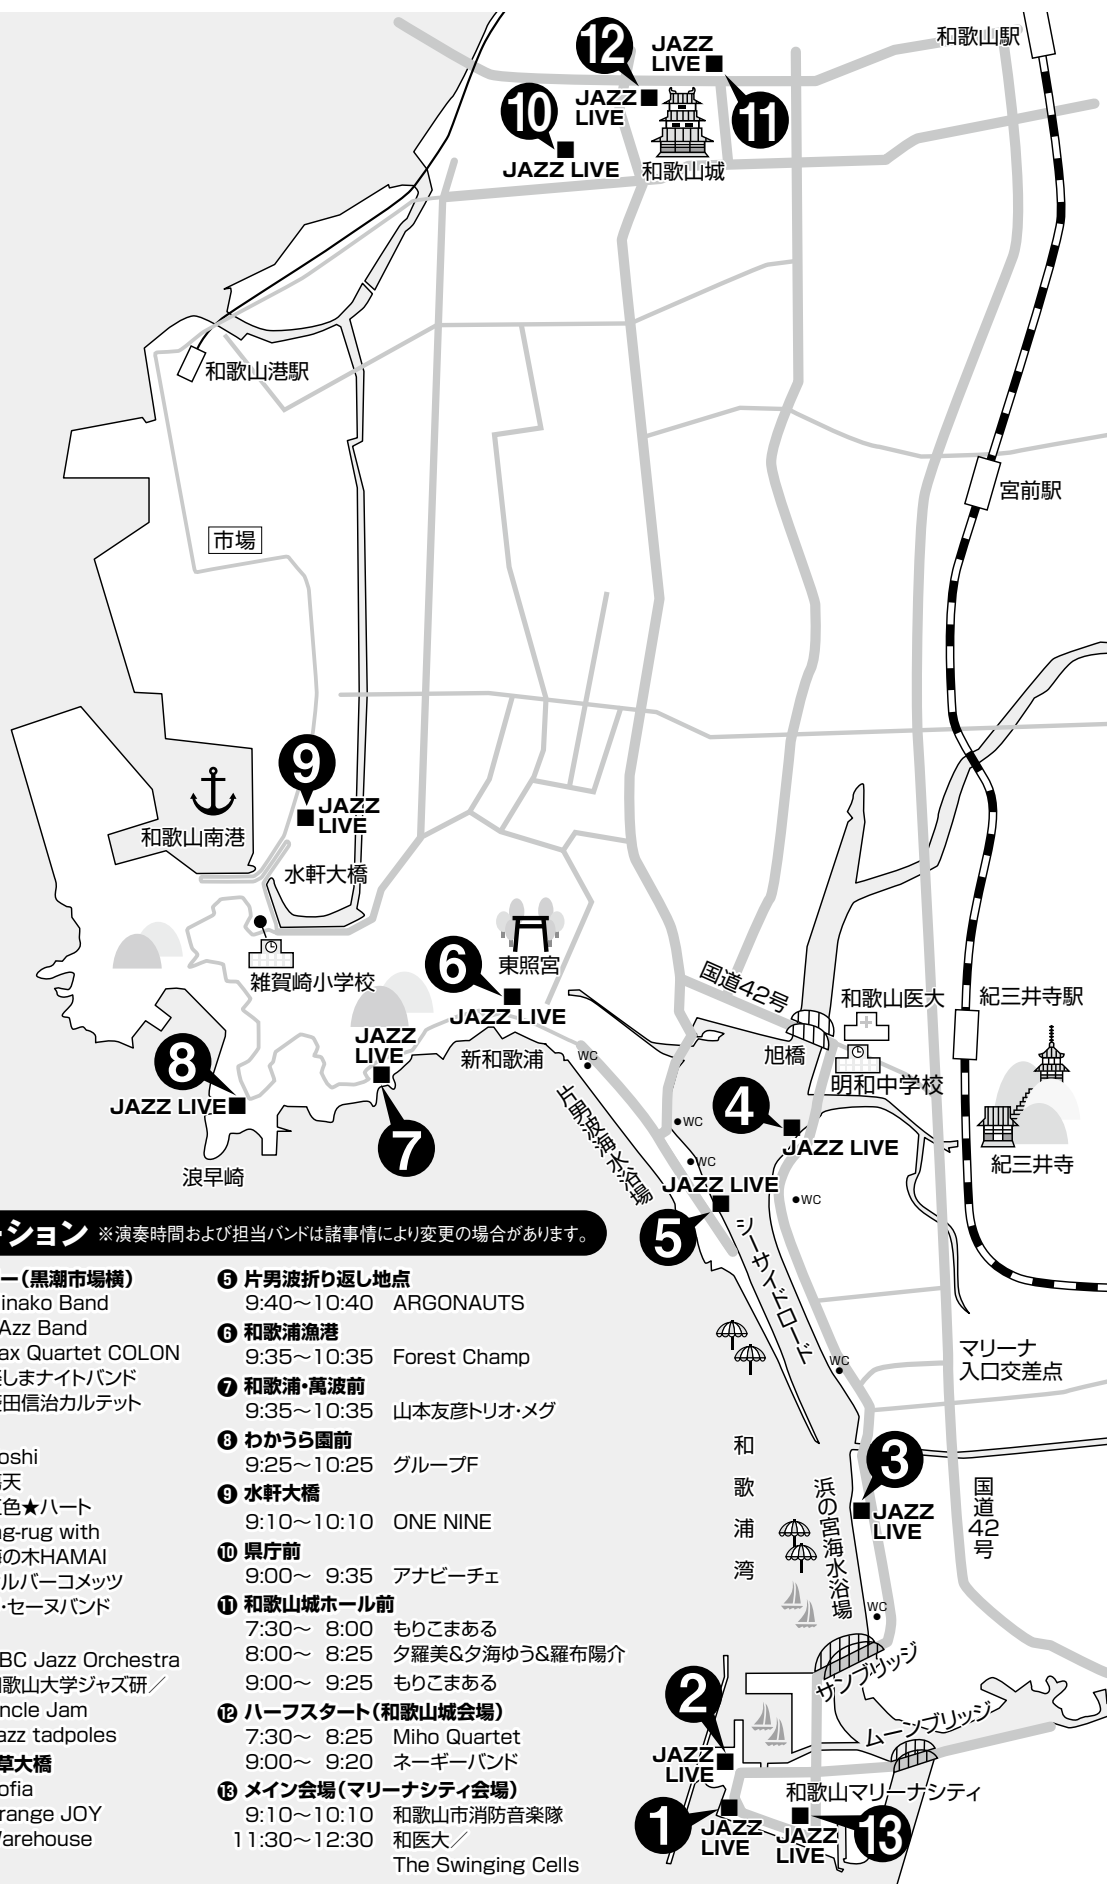 和歌山駅
⑫
JAZZ
LIVE
⑩
JAZZ
LIVE
⑪
JAZZ LIVE
和歌山城
和歌山港駅
宮前駅
市場
⑨
JAZZ
LIVE
和歌山南港
水軒大橋
東照宮
⑥
雑賀崎小学校
JAZZ LIVE
国道42号
和歌山医大
紀三井寺駅
JAZZ
LIVE
新和歌浦
WC
旭橋
明和中学校
⑧
JAZZ LIVE
⑦
片男波海水浴場
WC
④
JAZZ LIVE
紀三井寺
浪早崎
WC
JAZZ LIVE
WC
⑤
シーサイドロード
マリーナ
入口交差点
WC
和歌浦湾
③
JAZZ
LIVE
浜の宮海水浴場
国道42号
WC
サンブリッジ
ムーンブリッジ
②
JAZZ
LIVE
和歌山マリーナシティ
①
JAZZ
LIVE
JAZZ
LIVE
⑬
ーション ※演奏時間および担当バンドは諸事情により変更の場合があります。
ー（黒潮市場横）
inako Band
Azz Band
ax Quartet COLON
しまナイトバンド
田信治カルテット
oshi
天
色★ハート
g-rug with
の木HAMAI
ルバーコメッツ
・セーヌバンド
BC Jazz Orchestra
歌山大学ジャズ研／
ncle Jam
azz tadpoles
草大橋
ofia
range JOY
Warehouse
❺ 片男波折り返し地点
9:40～10:40 ARGONAUTS
❻ 和歌浦漁港
9:35～10:35 Forest Champ
❼ 和歌浦・萬波前
9:35～10:35 山本友彦トリオ・メグ
❽ わかうら園前
9:25～10:25 グループF
❾ 水軒大橋
9:10～10:10 ONE NINE
❿ 県庁前
9:00～ 9:35 アナビーチェ
⓫ 和歌山城ホール前
7:30～ 8:00 もりこまある
8:00～ 8:25 夕羅美&夕海ゆう&羅布陽介
9:00～ 9:25 もりこまある
⓬ ハーフスタート（和歌山城会場）
7:30～ 8:25 Miho Quartet
9:00～ 9:20 ネーギーバンド
⓭ メイン会場（マリーナシティ会場）
9:10～10:10 和歌山市消防音楽隊
11:30～12:30 和医大／
The Swinging Cells